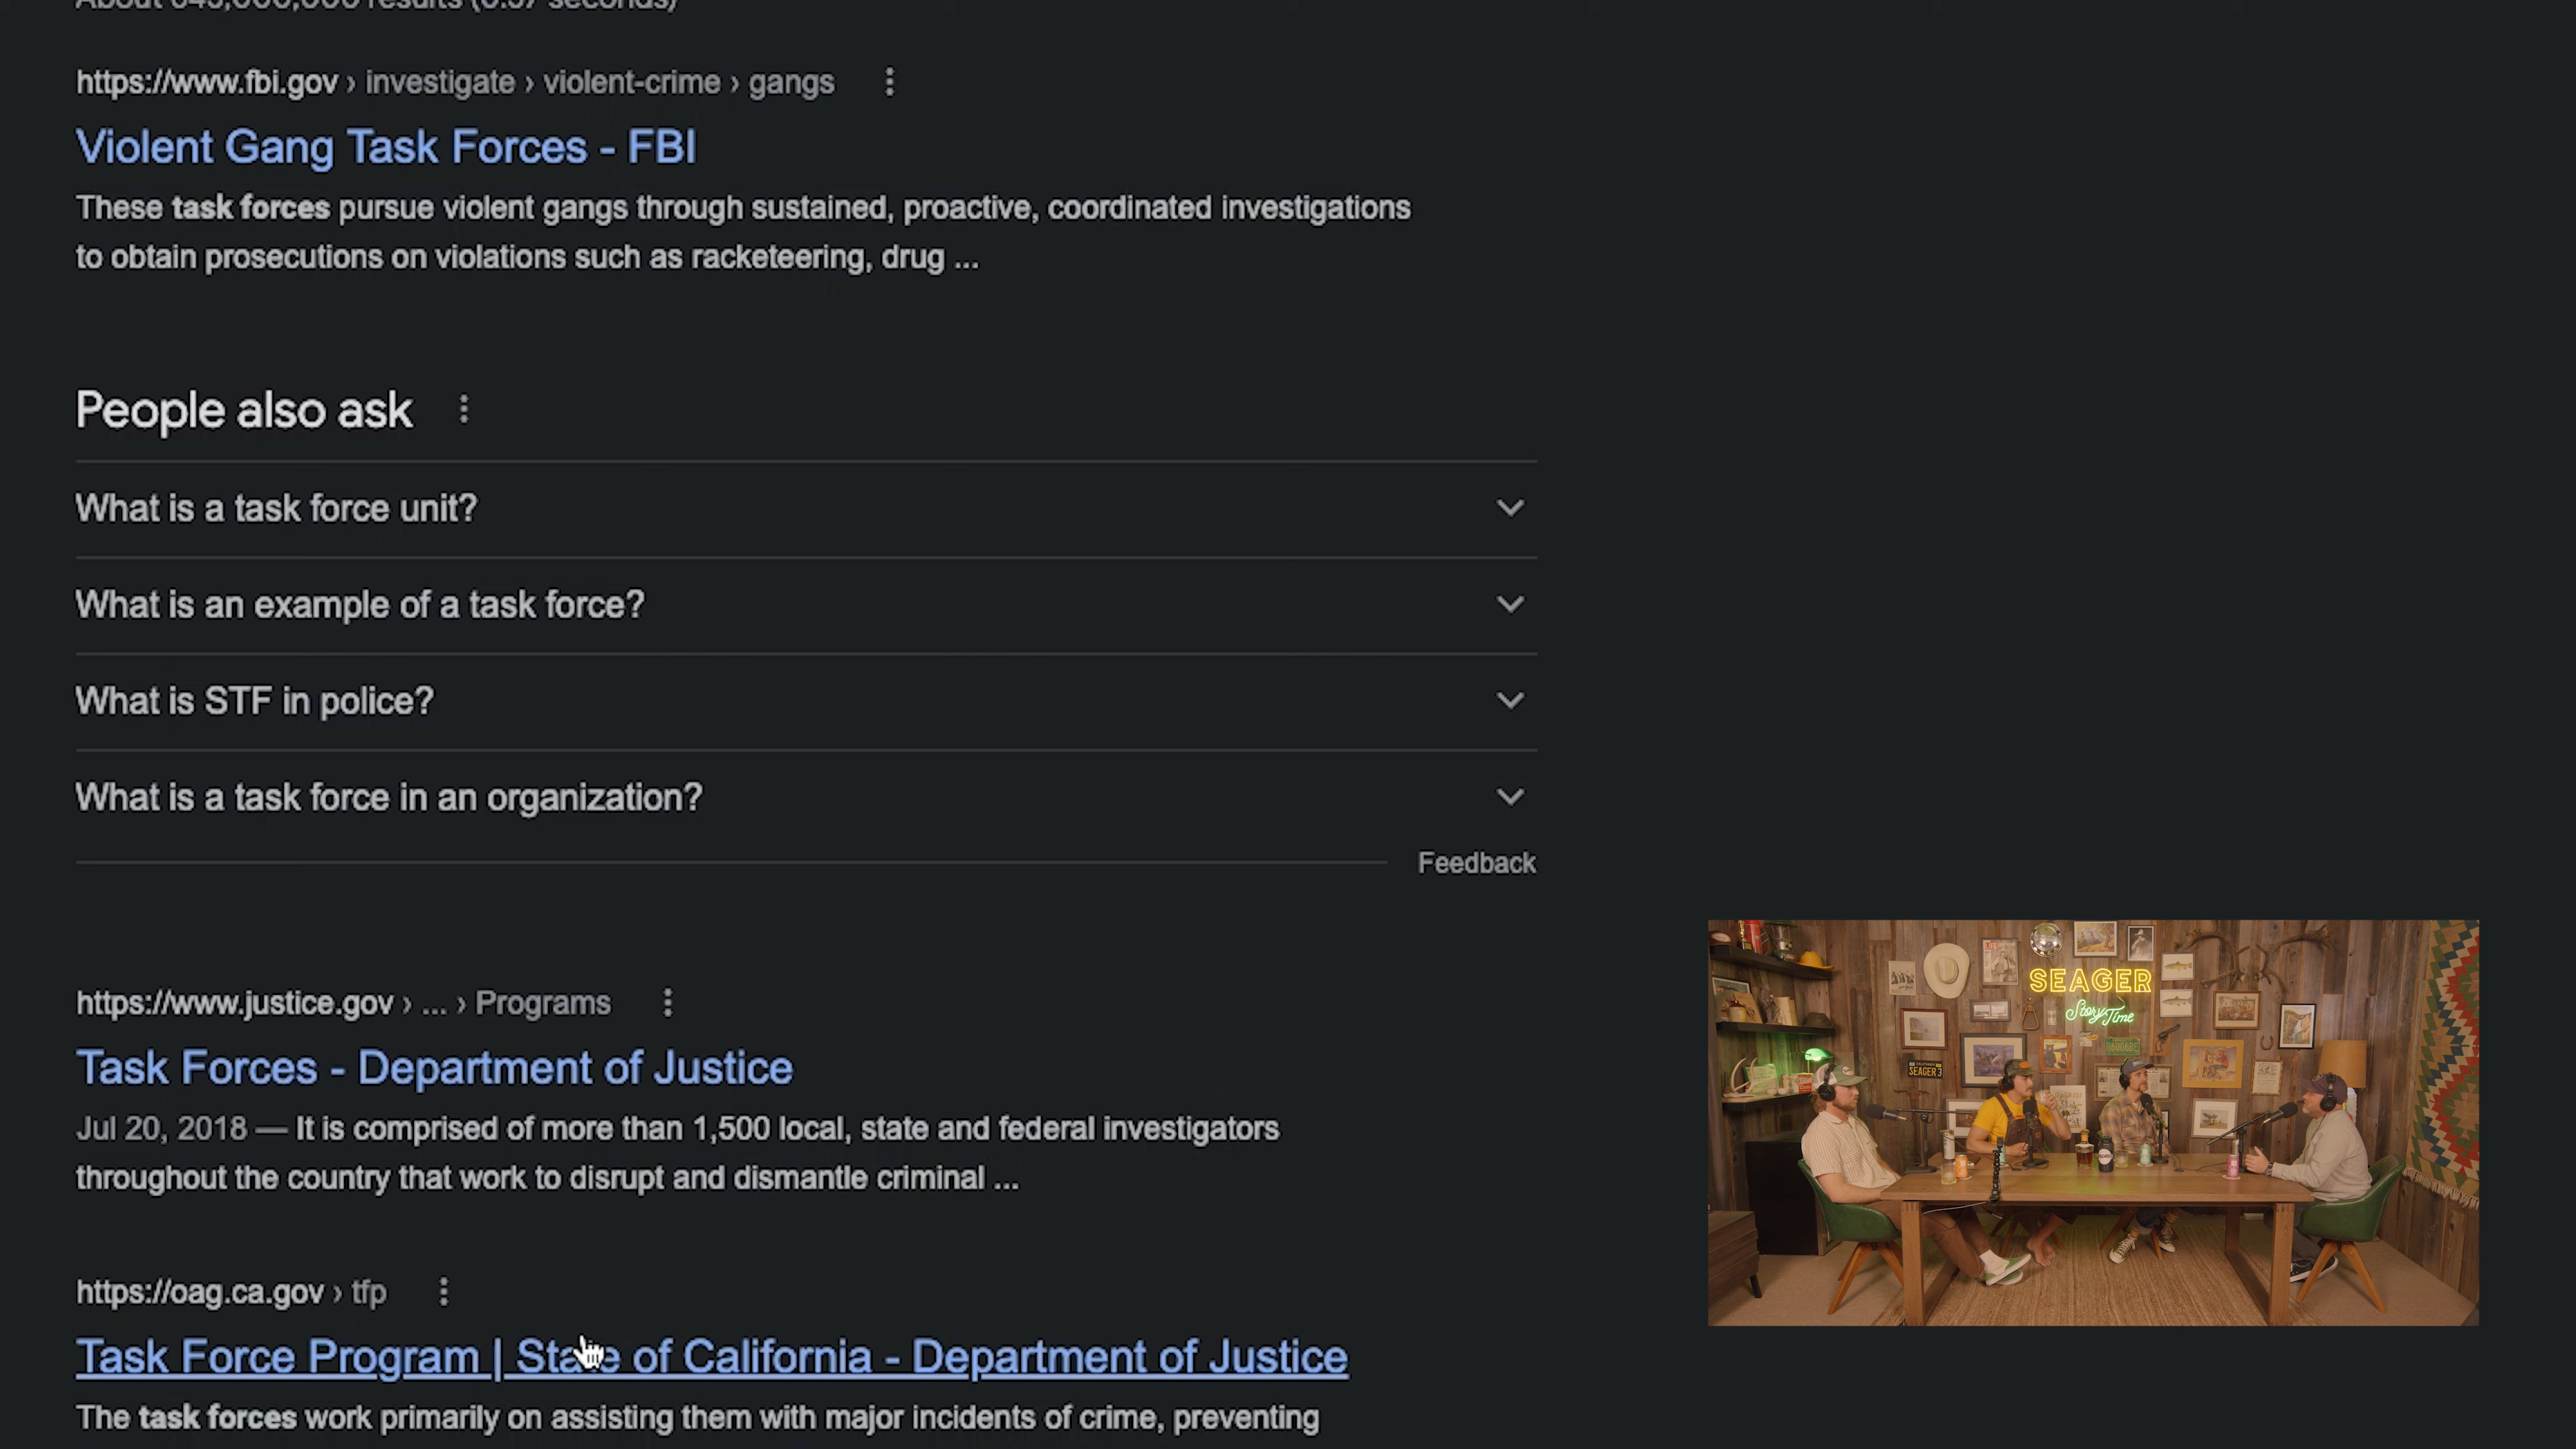 https://www.fbi.gov › investigate › violent-crime › gangs
Violent Gang Task Forces - FBI
These task forces pursue violent gangs through sustained, proactive, coordinated investigations
to obtain prosecutions on violations such as racketeering, drug ...
People also ask
What is a task force unit?
What is an example of a task force?
What is STF in police?
What is a task force in an organization?
Feedback
https://www.justice.gov › ... › Programs
Task Forces - Department of Justice
Jul 20, 2018 — It is comprised of more than 1,500 local, state and federal investigators
throughout the country that work to disrupt and dismantle criminal ...
https://oag.ca.gov › tfp
Task Force Program | State of California - Department of Justice
The task forces work primarily on assisting them with major incidents of crime, preventing
SEAGER
Story Time
LIFE
SEAGER 3